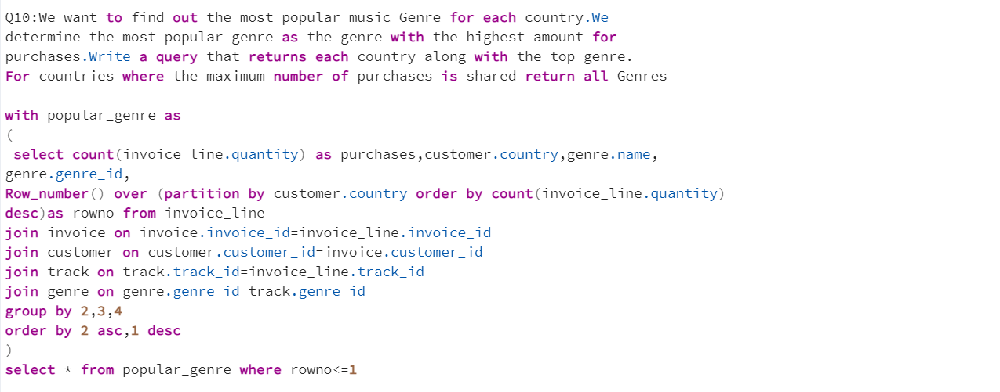 Q10:We want to find out the most popular music Genre for each country.We
determine the most popular genre as the genre with the highest amount for
purchases.Write a query that returns each country along with the top genre.
For countries where the maximum number of purchases is shared return all Genres
with popular_genre as
(
select count(invoice_line.quantity) as purchases,customer.country,genre.name,
genre.genre_id,
Row_number() over (partition by customer.country order by count(invoice_line.quantity)
desc)as rowno from invoice_line
join invoice on invoice.invoice_id=invoice_line.invoice_id
join customer on customer.customer_id=invoice.customer_id
join track on track.track_id=invoice_line.track_id
join genre on genre.genre_id=track.genre_id
group by 2,3,4
order by 2 asc,1 desc
)
select * from popular_genre where rowno<=1